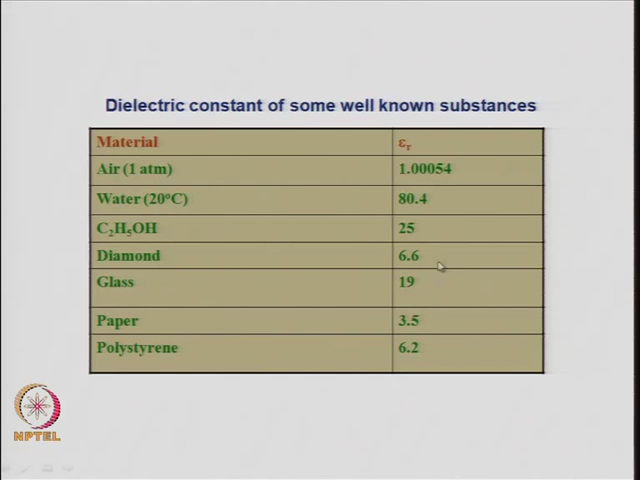 Dielectric constant of some well known substances
Material εr
Air (1 atm) 1.00054
Water (20°C) 80.4
C2H5OH 25
Diamond 6.6
Glass 19
Paper 3.5
Polystyrene 6.2
NPTEL